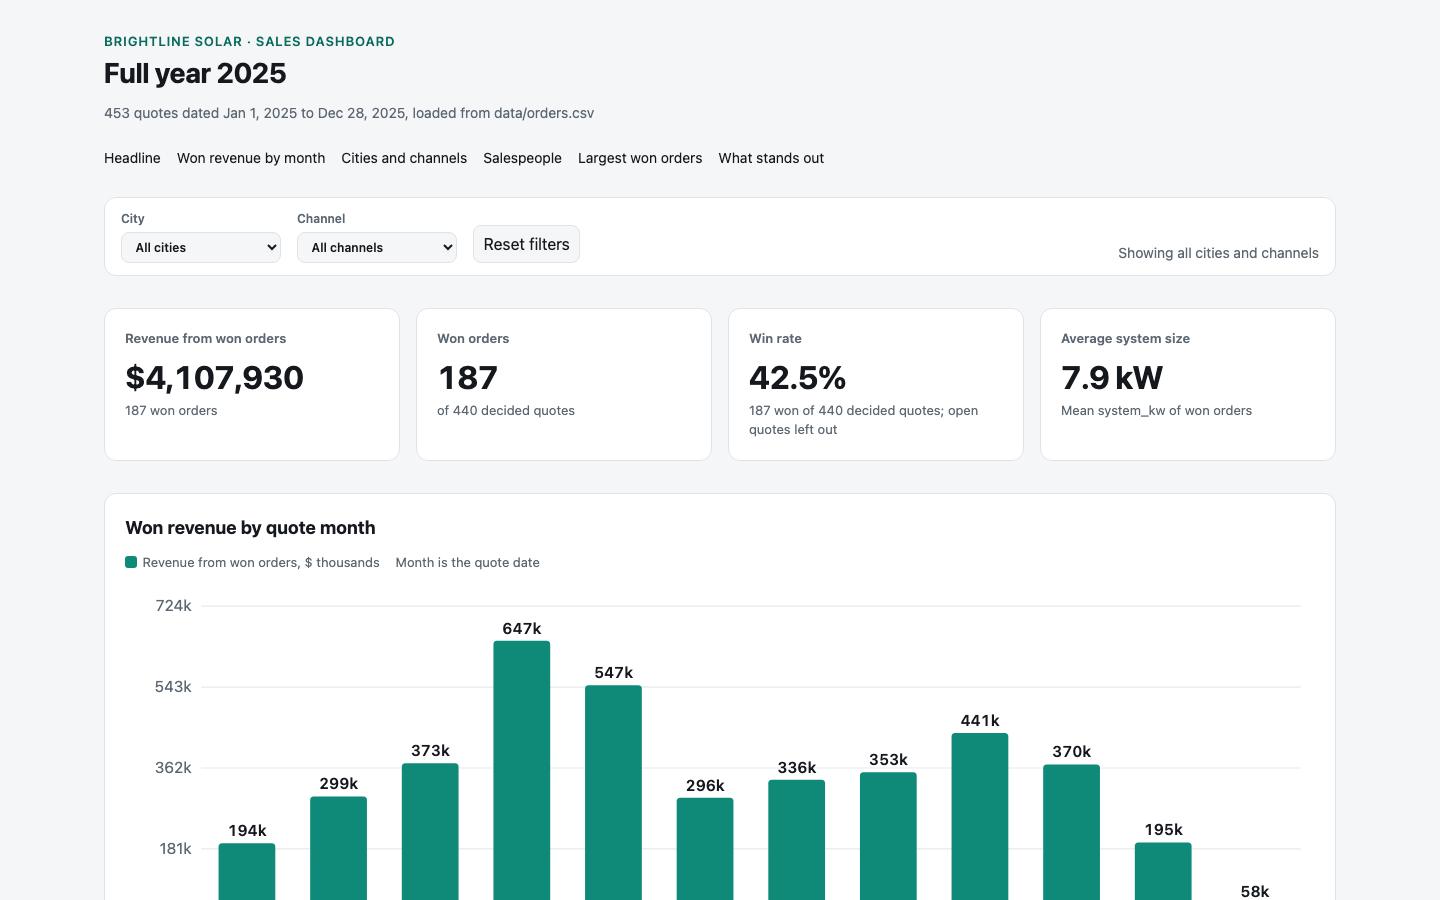 BRIGHTLINE SOLAR · SALES DASHBOARD
Full year 2025
453 quotes dated Jan 1, 2025 to Dec 28, 2025, loaded from data/orders.csv
Headline Won revenue by month Cities and channels Salespeople Largest won orders What stands out
City
All cities
Channel
All channels
Reset filters
Showing all cities and channels
Revenue from won orders
$4,107,930
187 won orders
Won orders
187
of 440 decided quotes
Win rate
42.5%
187 won of 440 decided quotes; open
quotes left out
Average system size
7.9 kW
Mean system_kw of won orders
Won revenue by quote month
Revenue from won orders, $ thousands Month is the quote date
724k
543k
362k
181k
194k
299k
373k
647k
547k
296k
336k
353k
441k
370k
195k
58k